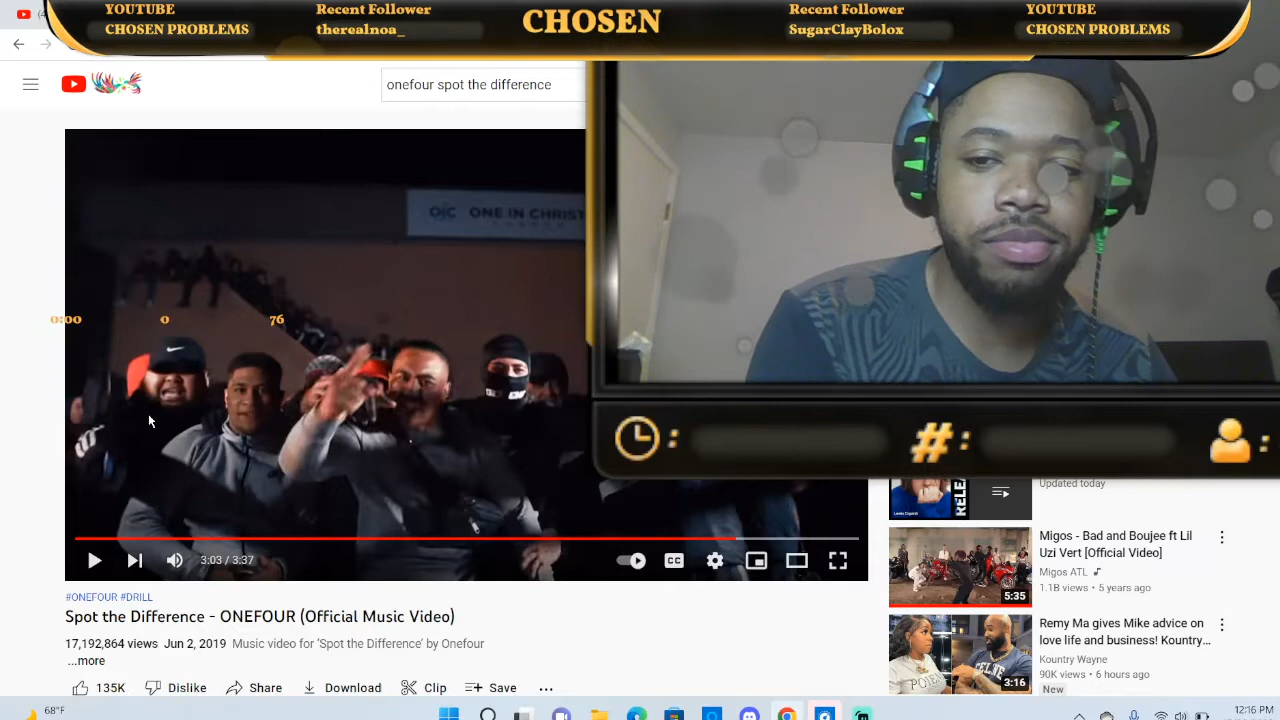 YOUTUBE
CHOSEN PROBLEMS
Recent Follower
therealnoa_
CHOSEN
Recent Follower
SugarClayBolox
YOUTUBE
CHOSEN PROBLEMS
onefour spot the difference
OIC ONE IN CHRIST
0:00 0 76
3:03 / 3:37
CC
#ONEFOUR #DRILL
Spot the Difference - ONEFOUR (Official Music Video)
17,192,864 views Jun 2, 2019 Music video for 'Spot the Difference' by Onefour
...more
135K Dislike Share Download Clip Save
# :
Updated today
Migos - Bad and Boujee ft Lil
Uzi Vert [Official Video]
Migos ATL
1.1B views • 5 years ago
5:35
Remy Ma gives Mike advice on
love life and business! Kountry...
Kountry Wayne
90K views • 6 hours ago
New
3:16
68°F
12:16 PM